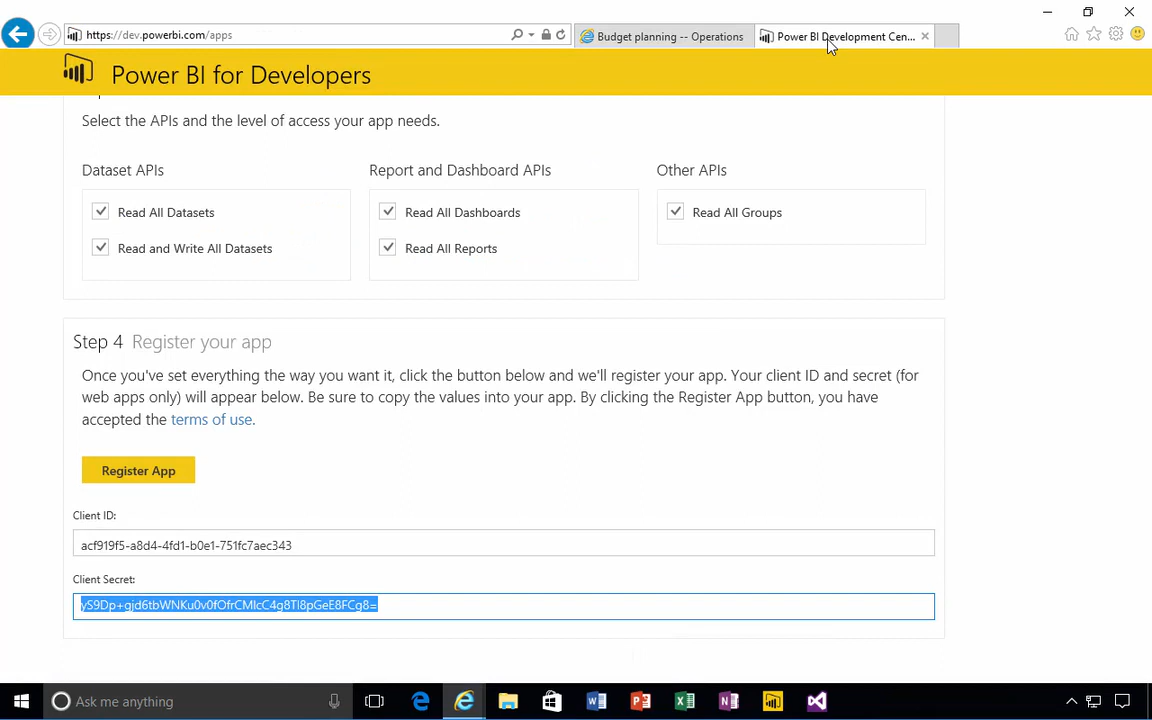 https://dev.powerbi.com/apps
Budget planning -- Operations
Power BI Development Cen...
Power BI for Developers
Select the APIs and the level of access your app needs.
Dataset APIs
Report and Dashboard APIs
Other APIs
Read All Datasets
Read All Dashboards
Read All Groups
Read and Write All Datasets
Read All Reports
Step 4 Register your app
Once you've set everything the way you want it, click the button below and we'll register your app. Your client ID and secret (for
web apps only) will appear below. Be sure to copy the values into your app. By clicking the Register App button, you have
accepted the terms of use.
Register App
Client ID:
acf919f5-a8d4-4fd1-b0e1-751fc7aec343
Client Secret:
Ask me anything